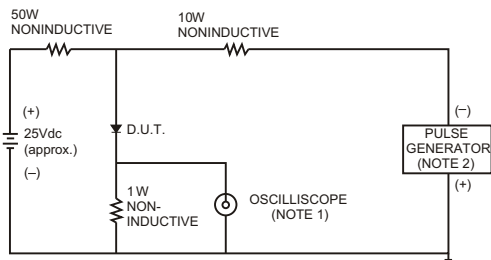 50W
NONINDUCTIVE
10W
NONINDUCTIVE
(+)
25Vdc
(approx.)
(–)
D.U.T.
1W
NON-
INDUCTIVE
OSCILLISCOPE
(NOTE 1)
(–)
PULSE
GENERATOR
(NOTE 2)
(+)